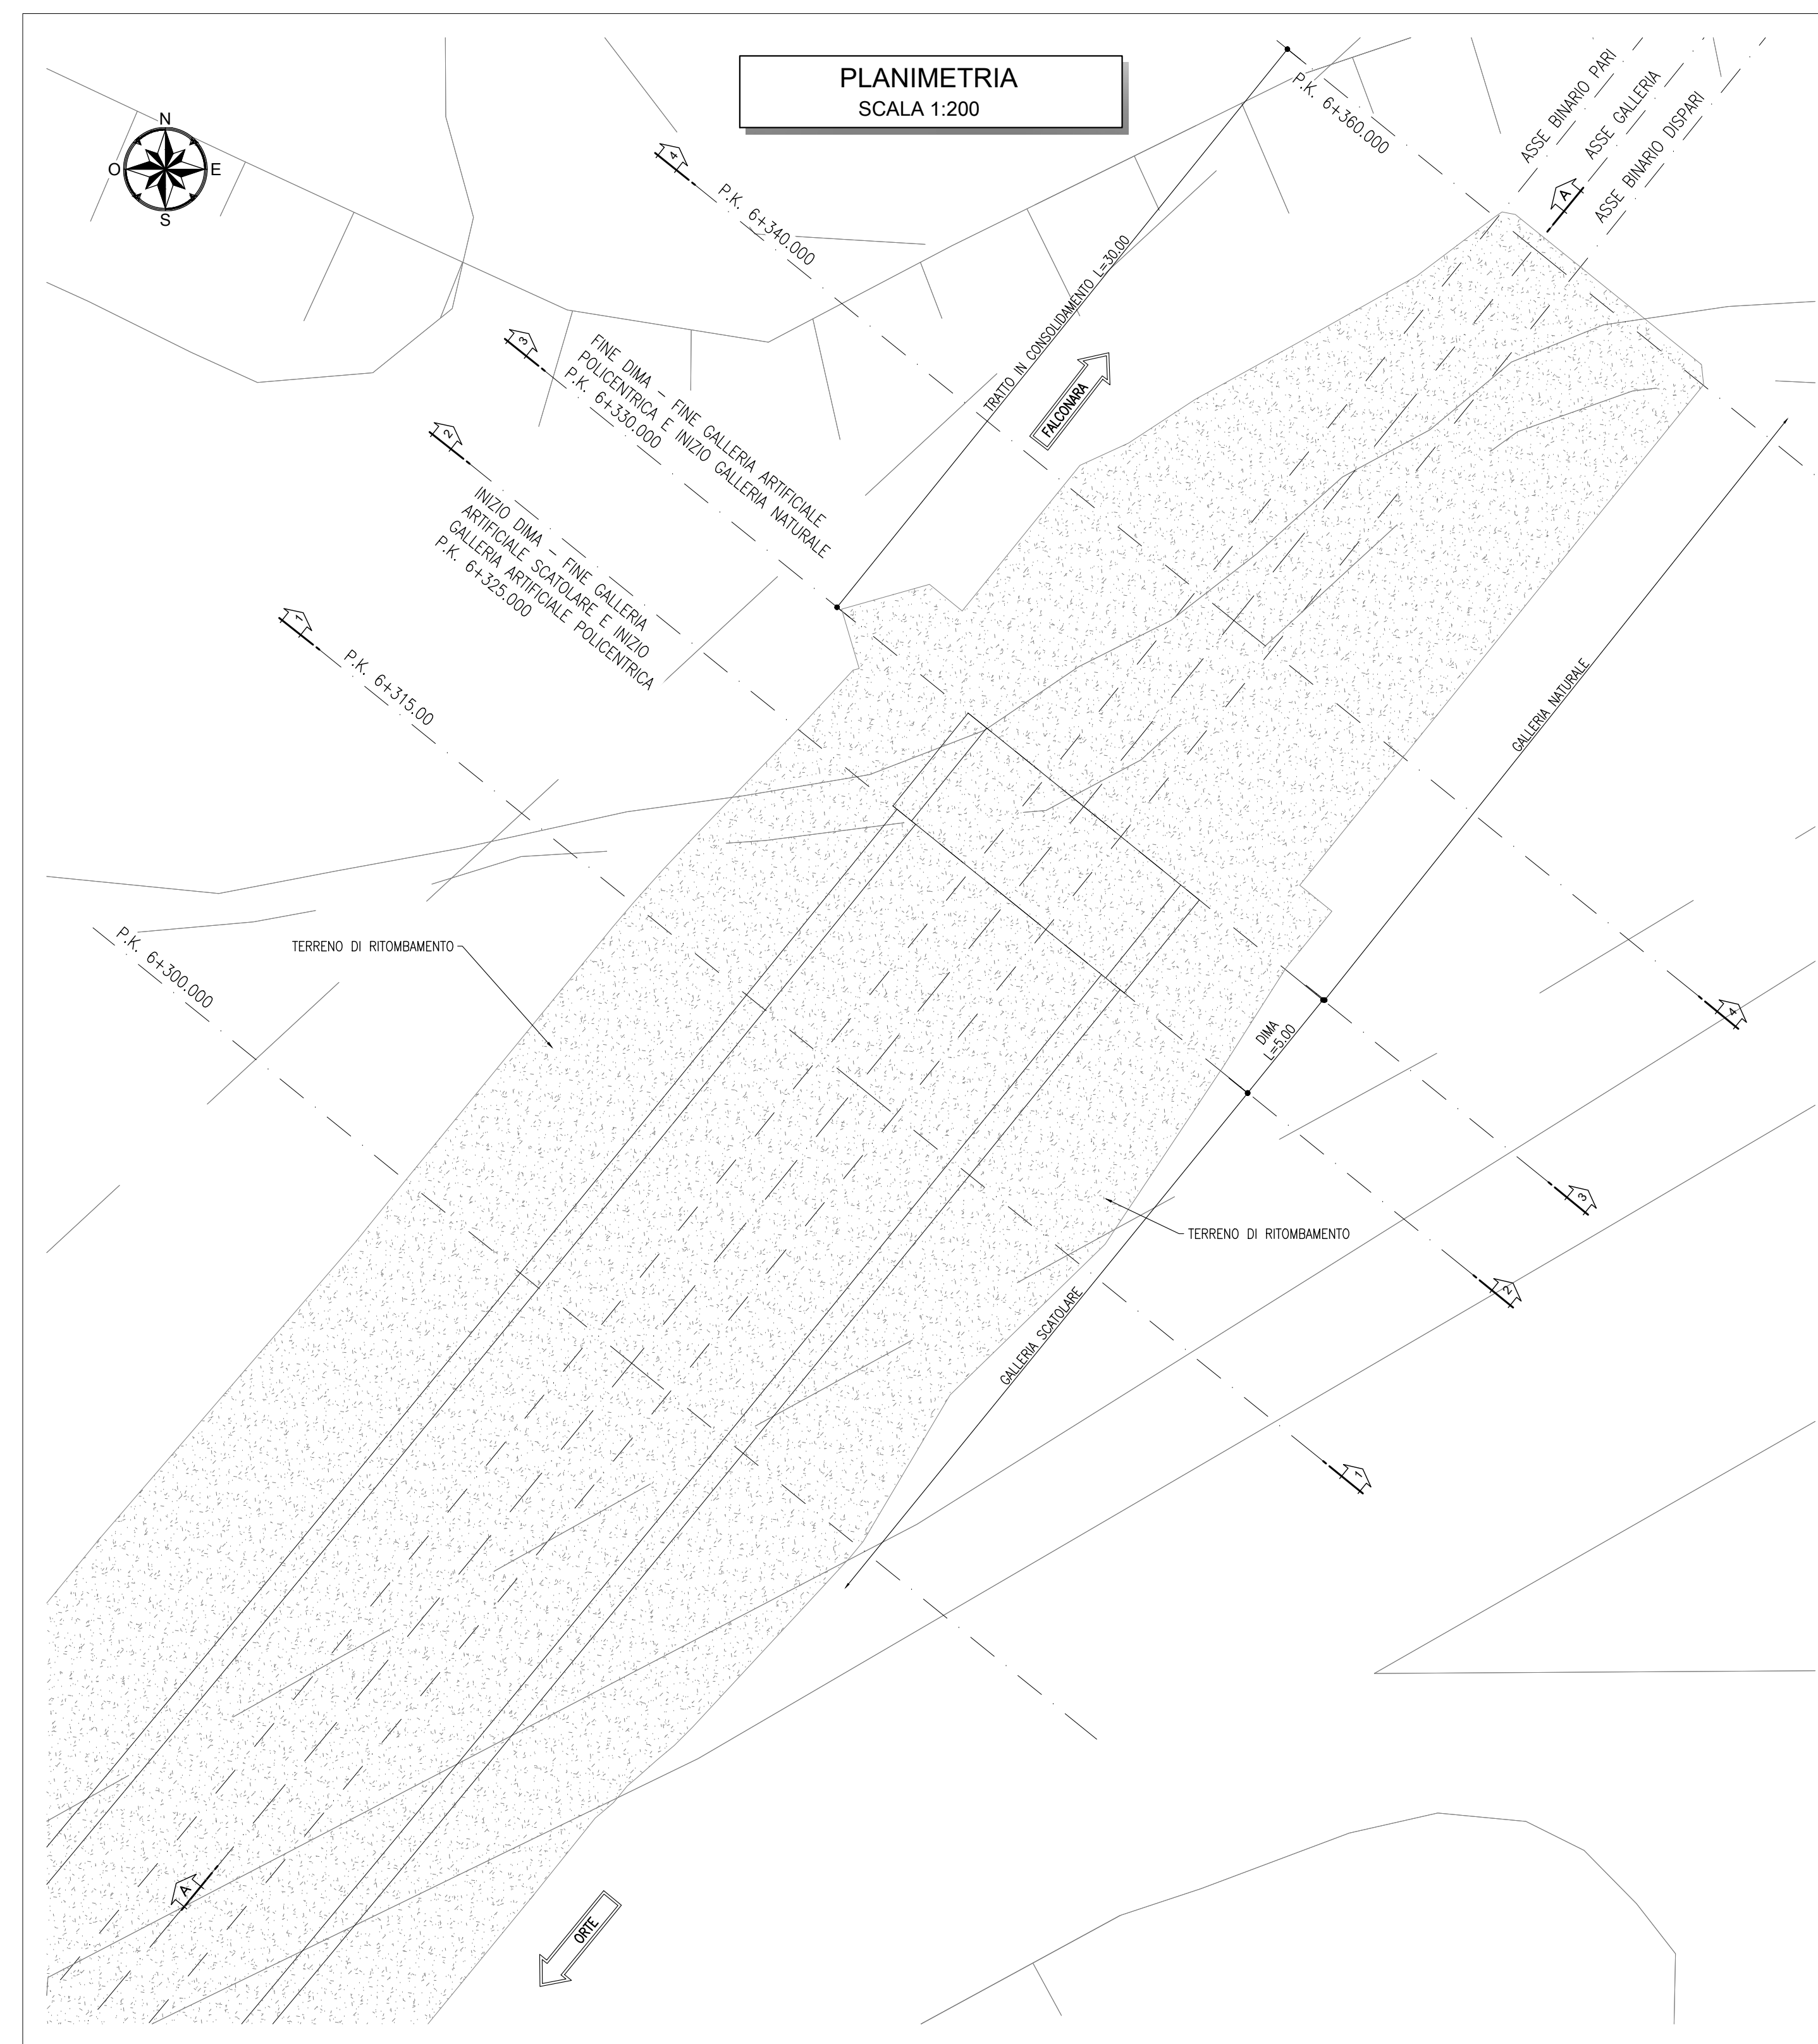 PLANIMETRIA
SCALA 1:200
N
O
E
S
P.K. 6+360.000
ASSE BINARIO PARI
ASSE GALLERIA
ASSE BINARIO DISPARI
A
4
P.K. 6+340.000
TRATTO IN CONSOLIDAMENTO L=30.00
FALCONARA
3
FINE DIMA - FINE GALLERIA ARTIFICIALE
POLICENTRICA E INIZIO GALLERIA NATURALE
P.K. 6+330.000
2
INIZIO DIMA - FINE GALLERIA
ARTIFICIALE SCATOLARE E INIZIO
GALLERIA ARTIFICIALE POLICENTRICA
P.K. 6+325.000
1
P.K. 6+315.00
GALLERIA NATURALE
P.K. 6+300.000
TERRENO DI RITOMBAMENTO
4
DIMA
L=5.00
3
TERRENO DI RITOMBAMENTO
2
GALLERIA SCATOLARE
1
A
ORTE